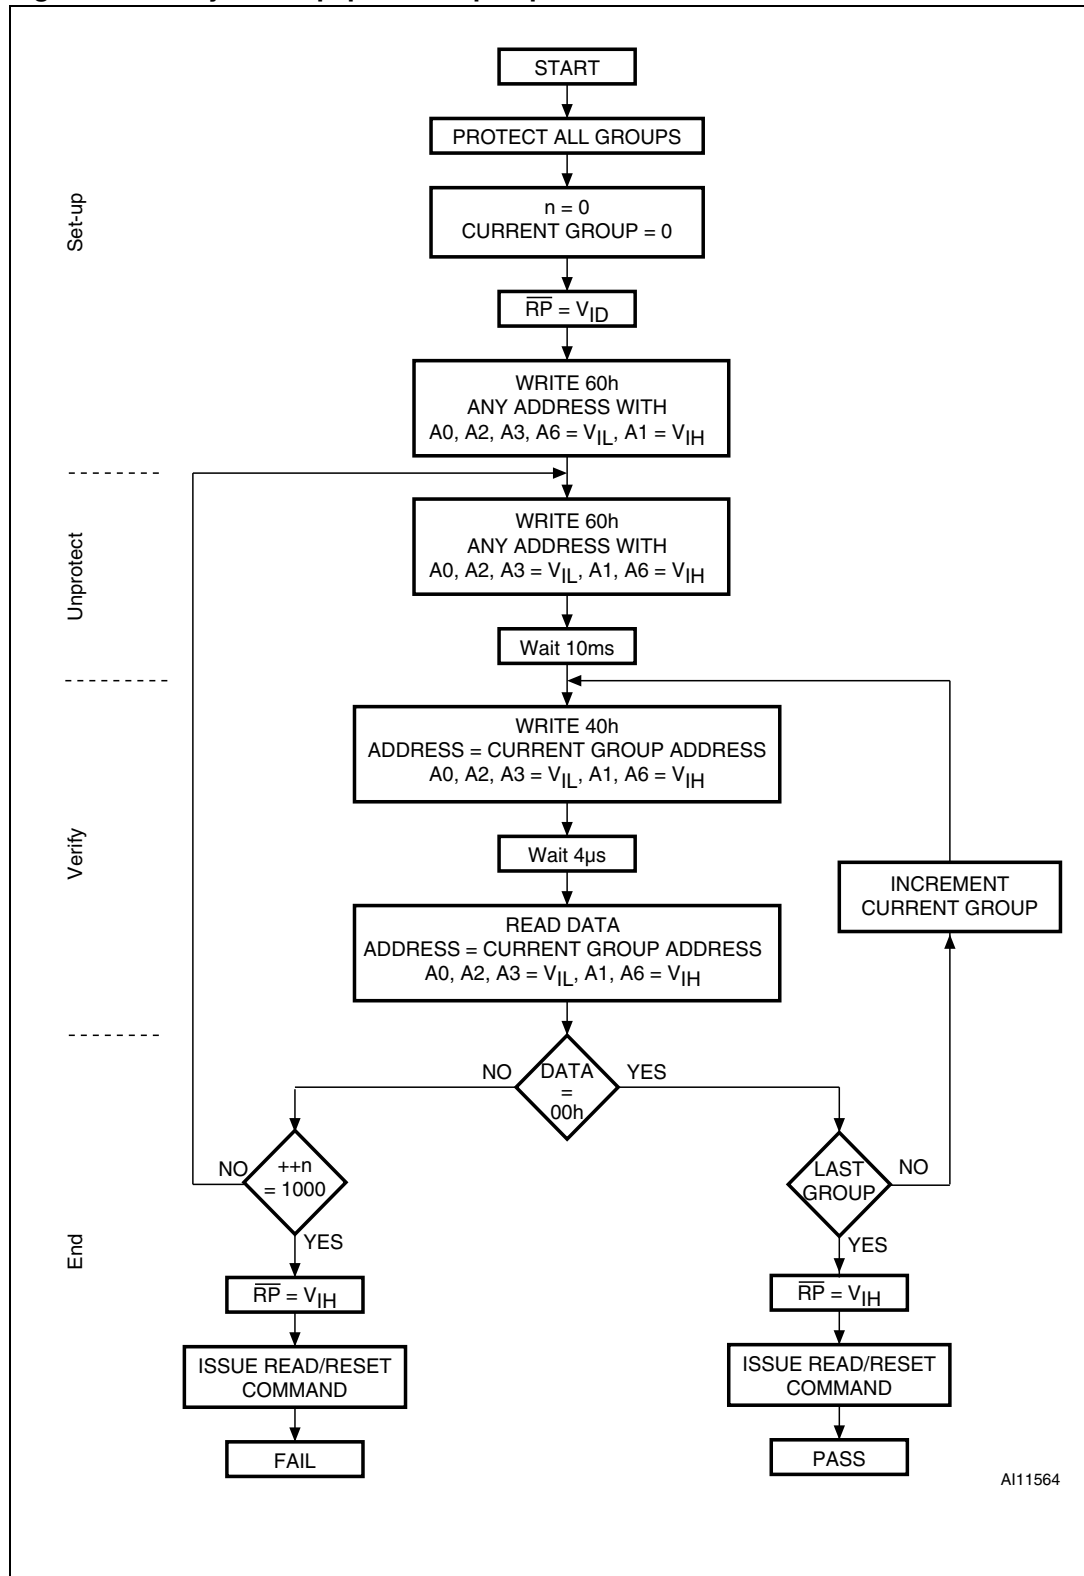 START
PROTECT ALL GROUPS
Set-up
n = 0
CURRENT GROUP = 0
RP = VID
WRITE 60h
ANY ADDRESS WITH
A0, A2, A3, A6 = VIL, A1 = VIH
Unprotect
WRITE 60h
ANY ADDRESS WITH
A0, A2, A3 = VIL, A1, A6 = VIH
Wait 10ms
Verify
WRITE 40h
ADDRESS = CURRENT GROUP ADDRESS
A0, A2, A3 = VIL, A1, A6 = VIH
Wait 4µs
INCREMENT
CURRENT GROUP
READ DATA
ADDRESS = CURRENT GROUP ADDRESS
A0, A2, A3 = VIL, A1, A6 = VIH
End
NO
DATA
=
00h
YES
NO
++n
= 1000
YES
LAST
GROUP
NO
YES
RP = VIH
RP = VIH
ISSUE READ/RESET
COMMAND
ISSUE READ/RESET
COMMAND
FAIL
PASS
AI11564